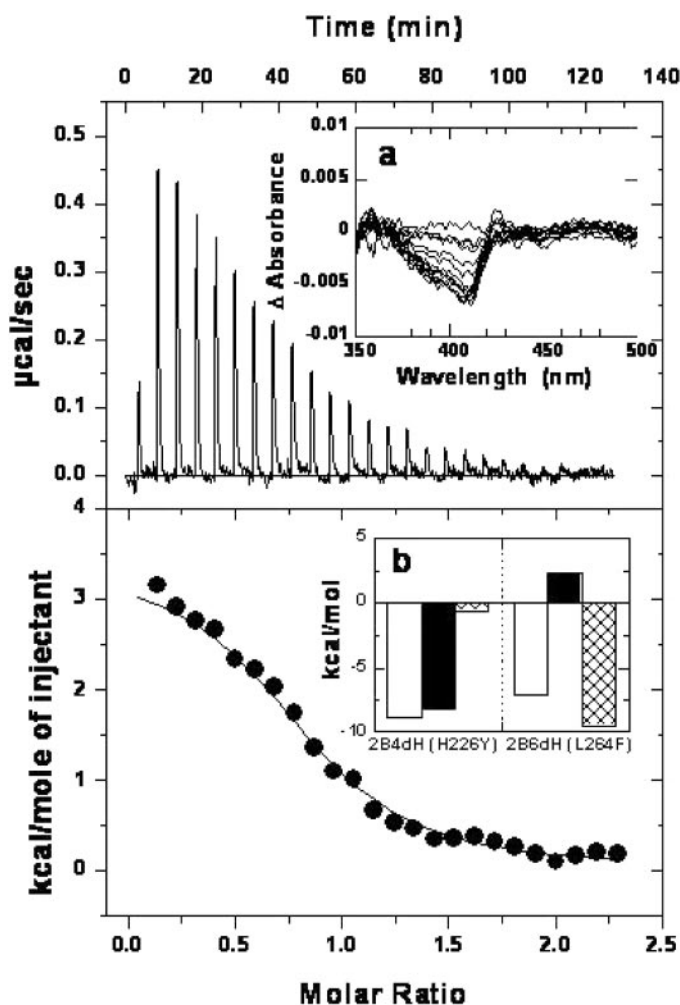 Time (min)
0 20 40 60 80 100 120 140
0.5
0.4
0.3
0.2
0.1
0.0
µcal/sec
a
0.01
0.005
0
-0.005
-0.01
Δ Absorbance
350 400 450 500
Wavelength (nm)
4
3
2
1
0
kcal/mole of injectant
b
5
0
-5
-10
kcal/mol
2B4dH (H226Y) 2B6dH (L264F)
0.0 0.5 1.0 1.5 2.0 2.5
Molar Ratio